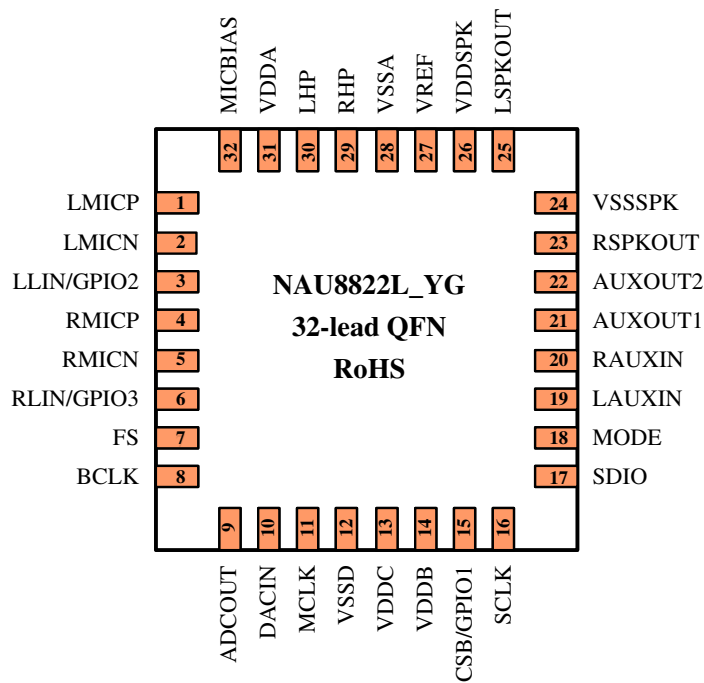 MICBIAS
VDDA
LHP
RHP
VSSA
VREF
VDDSPK
LSPKOUT
32
31
30
29
28
27
26
25
LMICP 1
LMICN 2
LLIN/GPIO2 3
RMICP 4
RMICN 5
RLIN/GPIO3 6
FS 7
BCLK 8
NAU8822L_YG
32-lead QFN
RoHS
24 VSSSPK
23 RSPKOUT
22 AUXOUT2
21 AUXOUT1
20 RAUXIN
19 LAUXIN
18 MODE
17 SDIO
9
10
11
12
13
14
15
16
ADCOUT
DACIN
MCLK
VSSD
VDDC
VDDB
CSB/GPIO1
SCLK